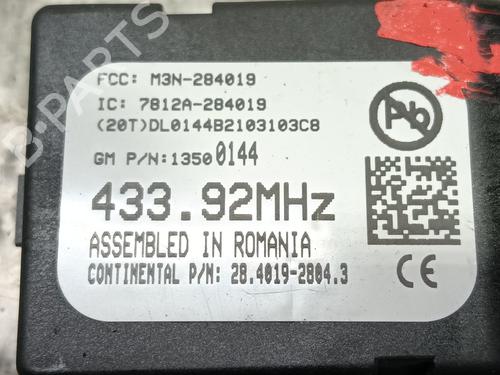 FCC: M3N-284019
IC: 7812A-284019
(20T)DL0144B2103103C8
GM P/N:13500144
433.92MHz
ASSEMBLED IN ROMANIA
CONTINENTAL P/N: 28.4019-2804.3
Pb
CE
B-PARTS